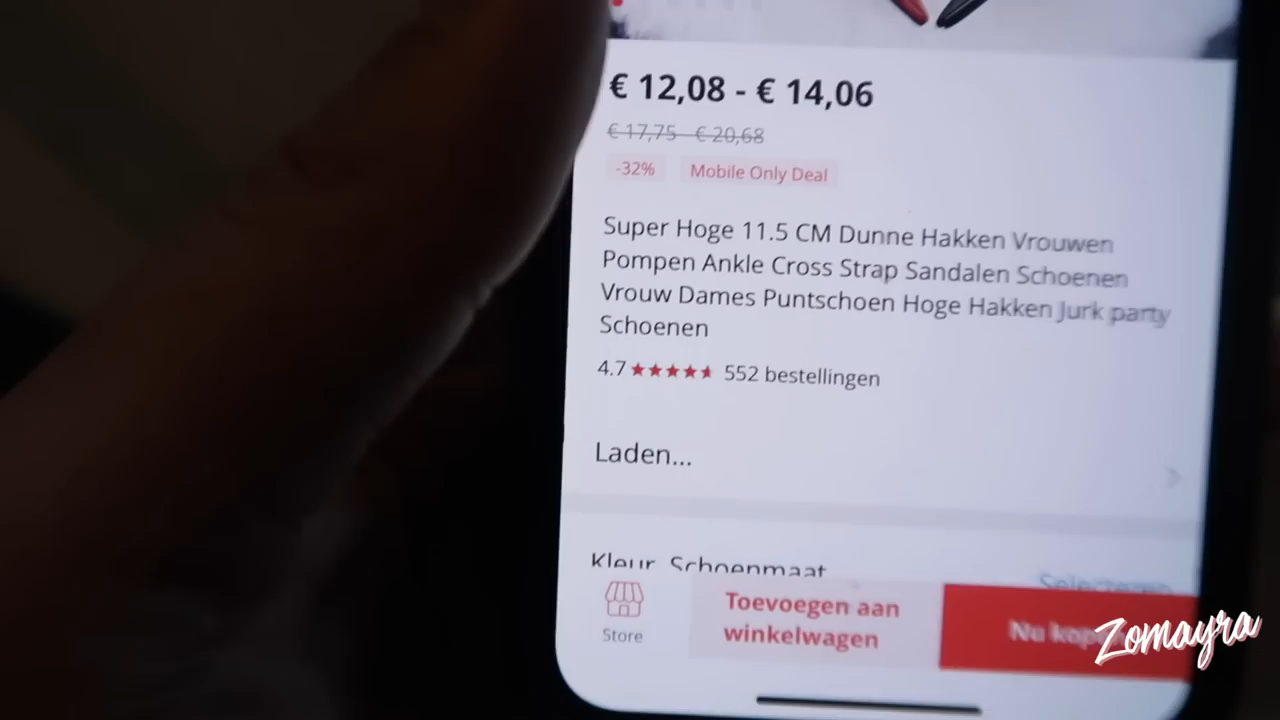 € 12,08 - € 14,06
€ 17,75 - € 20,68
-32% Mobile Only Deal
Super Hoge 11.5 CM Dunne Hakken Vrouwen
Pompen Ankle Cross Strap Sandalen Schoenen
Vrouw Dames Puntschoen Hoge Hakken Jurk party
Schoenen
4.7 552 bestellingen
Laden...
Kleur, Schoenmaat Selecteren
Store
Toevoegen aan
winkelwagen
Nu
Zomayra